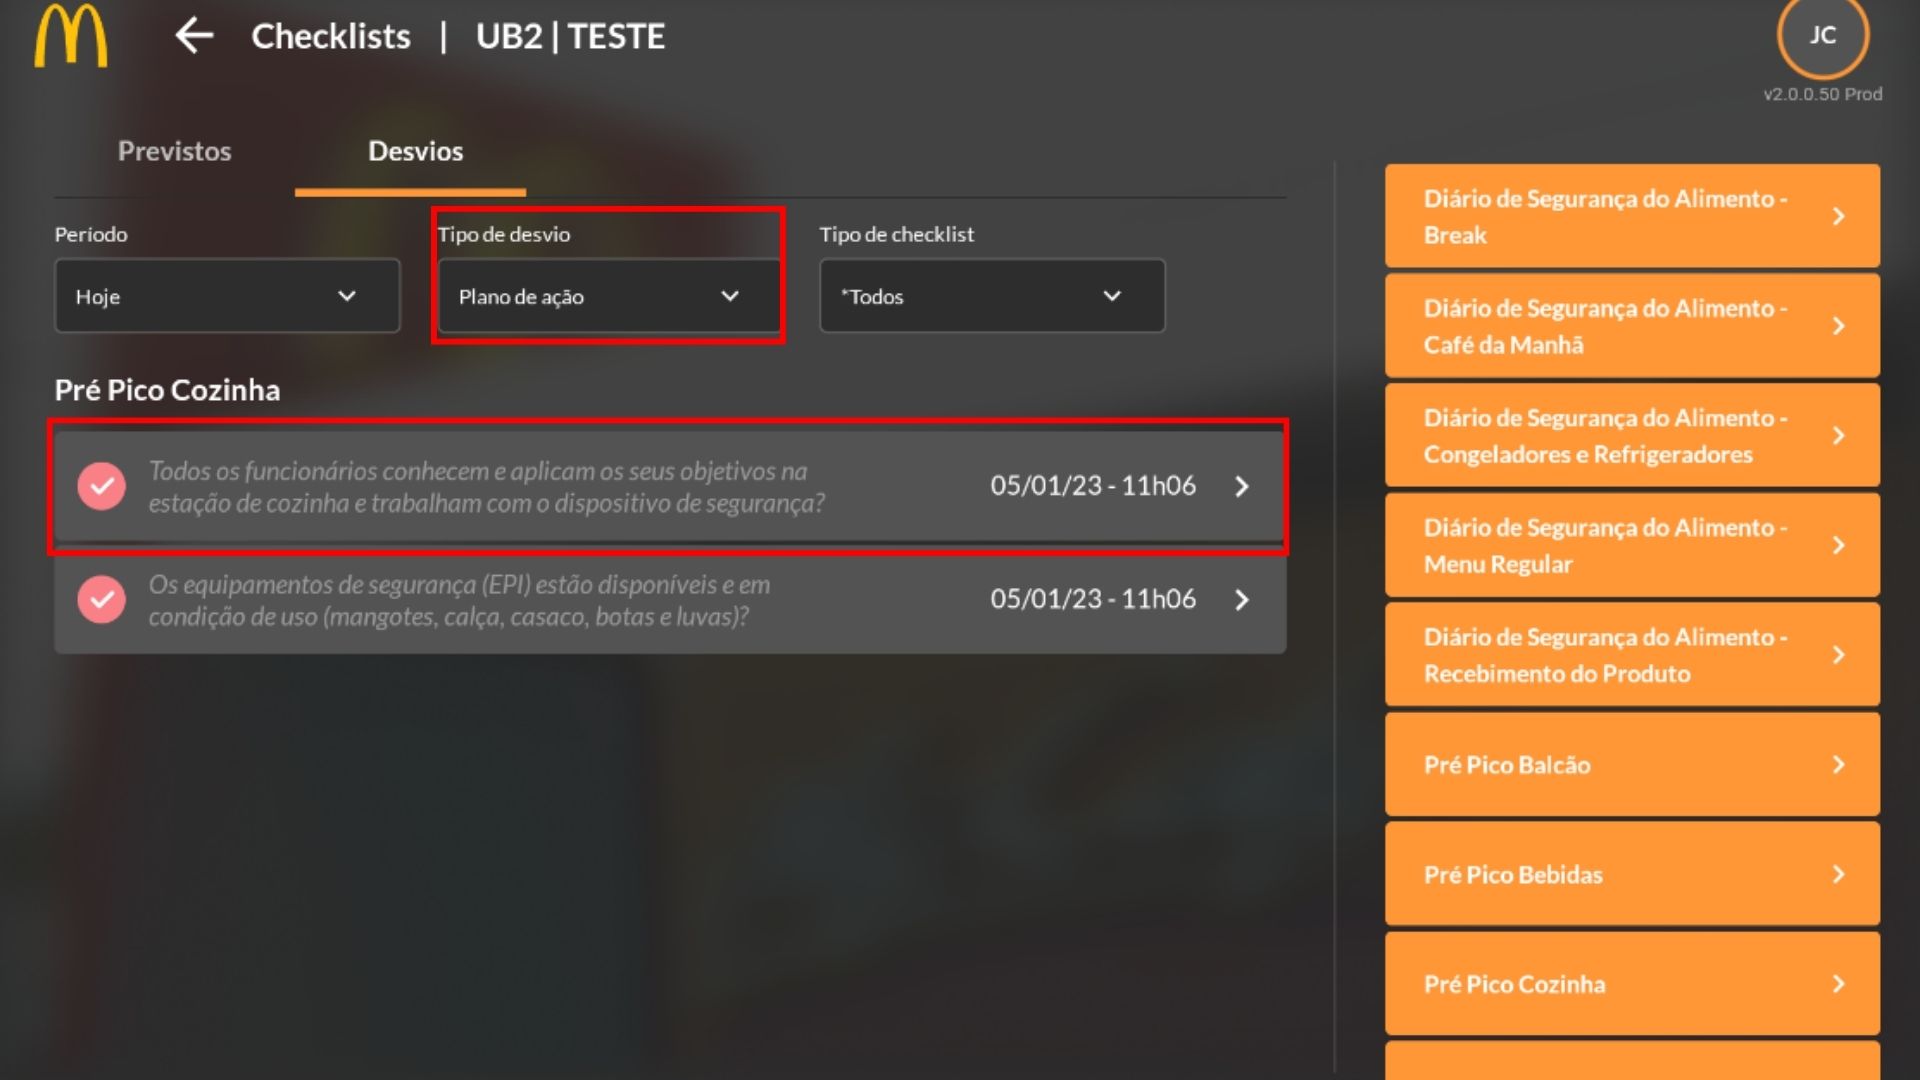 Checklists | UB2 | TESTE
JC
v2.0.0.50 Prod
Previstos
Desvios
Período
Tipo de desvio
Tipo de checklist
Hoje
Plano de ação
*Todos
Pré Pico Cozinha
Todos os funcionários conhecem e aplicam os seus objetivos na
estação de cozinha e trabalham com o dispositivo de segurança?
05/01/23 - 11h06
Os equipamentos de segurança (EPI) estão disponíveis e em
condição de uso (mangotes, calça, casaco, botas e luvas)?
05/01/23 - 11h06
Diário de Segurança do Alimento -
Break
Diário de Segurança do Alimento -
Café da Manhã
Diário de Segurança do Alimento -
Congeladores e Refrigeradores
Diário de Segurança do Alimento -
Menu Regular
Diário de Segurança do Alimento -
Recebimento do Produto
Pré Pico Balcão
Pré Pico Bebidas
Pré Pico Cozinha